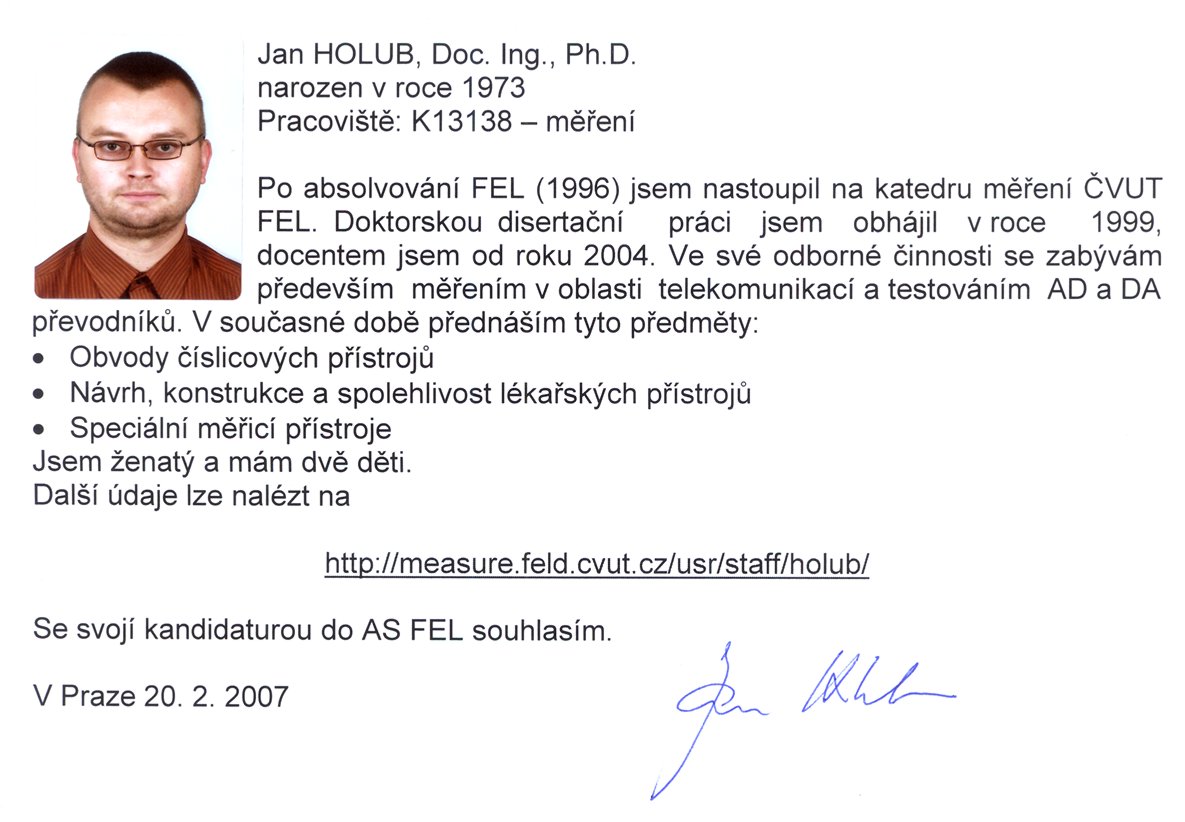 Jan HOLUB, Doc. Ing., Ph.D.
narozen v roce 1973
Pracoviště: K13138 – měření
Po absolvování FEL (1996) jsem nastoupil na katedru měření ČVUT
FEL. Doktorskou disertační práci jsem obhájil v roce 1999,
docentem jsem od roku 2004. Ve své odborné činnosti se zabývám
především měřením v oblasti telekomunikací a testováním AD a DA
převodníků. V současné době přednáším tyto předměty:
• Obvody číslicových přístrojů
• Návrh, konstrukce a spolehlivost lékařských přístrojů
• Speciální měřicí přístroje
Jsem ženatý a mám dvě děti.
Další údaje lze nalézt na
http://measure.feld.cvut.cz/usr/staff/holub/
Se svojí kandidaturou do AS FEL souhlasím.
V Praze 20. 2. 2007
Jan Holub